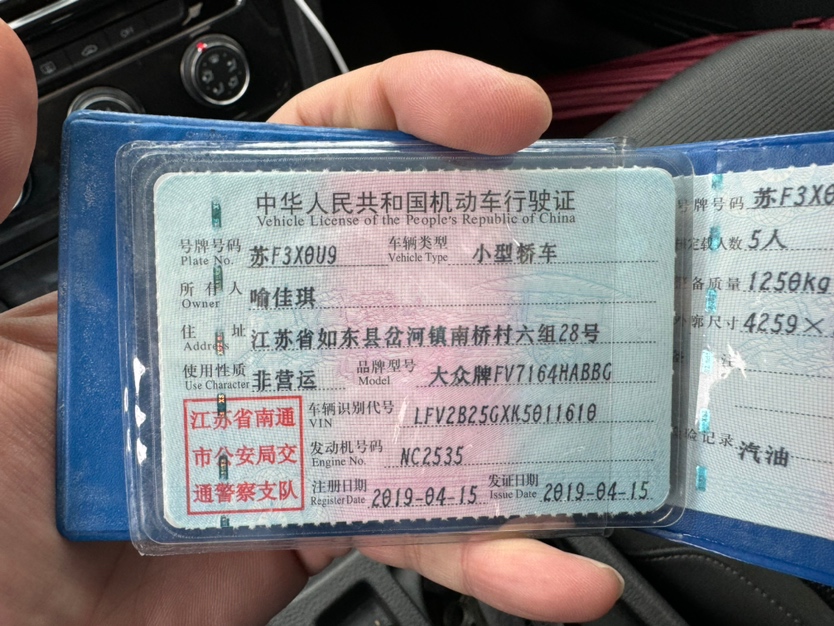 中华人民共和国机动车行驶证
Vehicle License of the People's Republic of China
号牌号码 苏F3X0U9 车辆类型 小型轿车
Plate No. Vehicle Type
所有人 喻佳琪
Owner
住址 江苏省如东县岔河镇南桥村六组28号
Address
使用性质 非营运 品牌型号 大众牌FV7164HABBG
Use Character Model
江苏省南通
市公安局交
通警察支队
车辆识别代号 LFV2B25GXK5011610
VIN
发动机号码 NC2535
Engine No.
注册日期 2019-04-15 发证日期 2019-04-15
Register Date Issue Date
号牌号码 苏F3X0
定载人数 5人
备质量 1250kg
廓尺寸 4259×
验记录 汽油